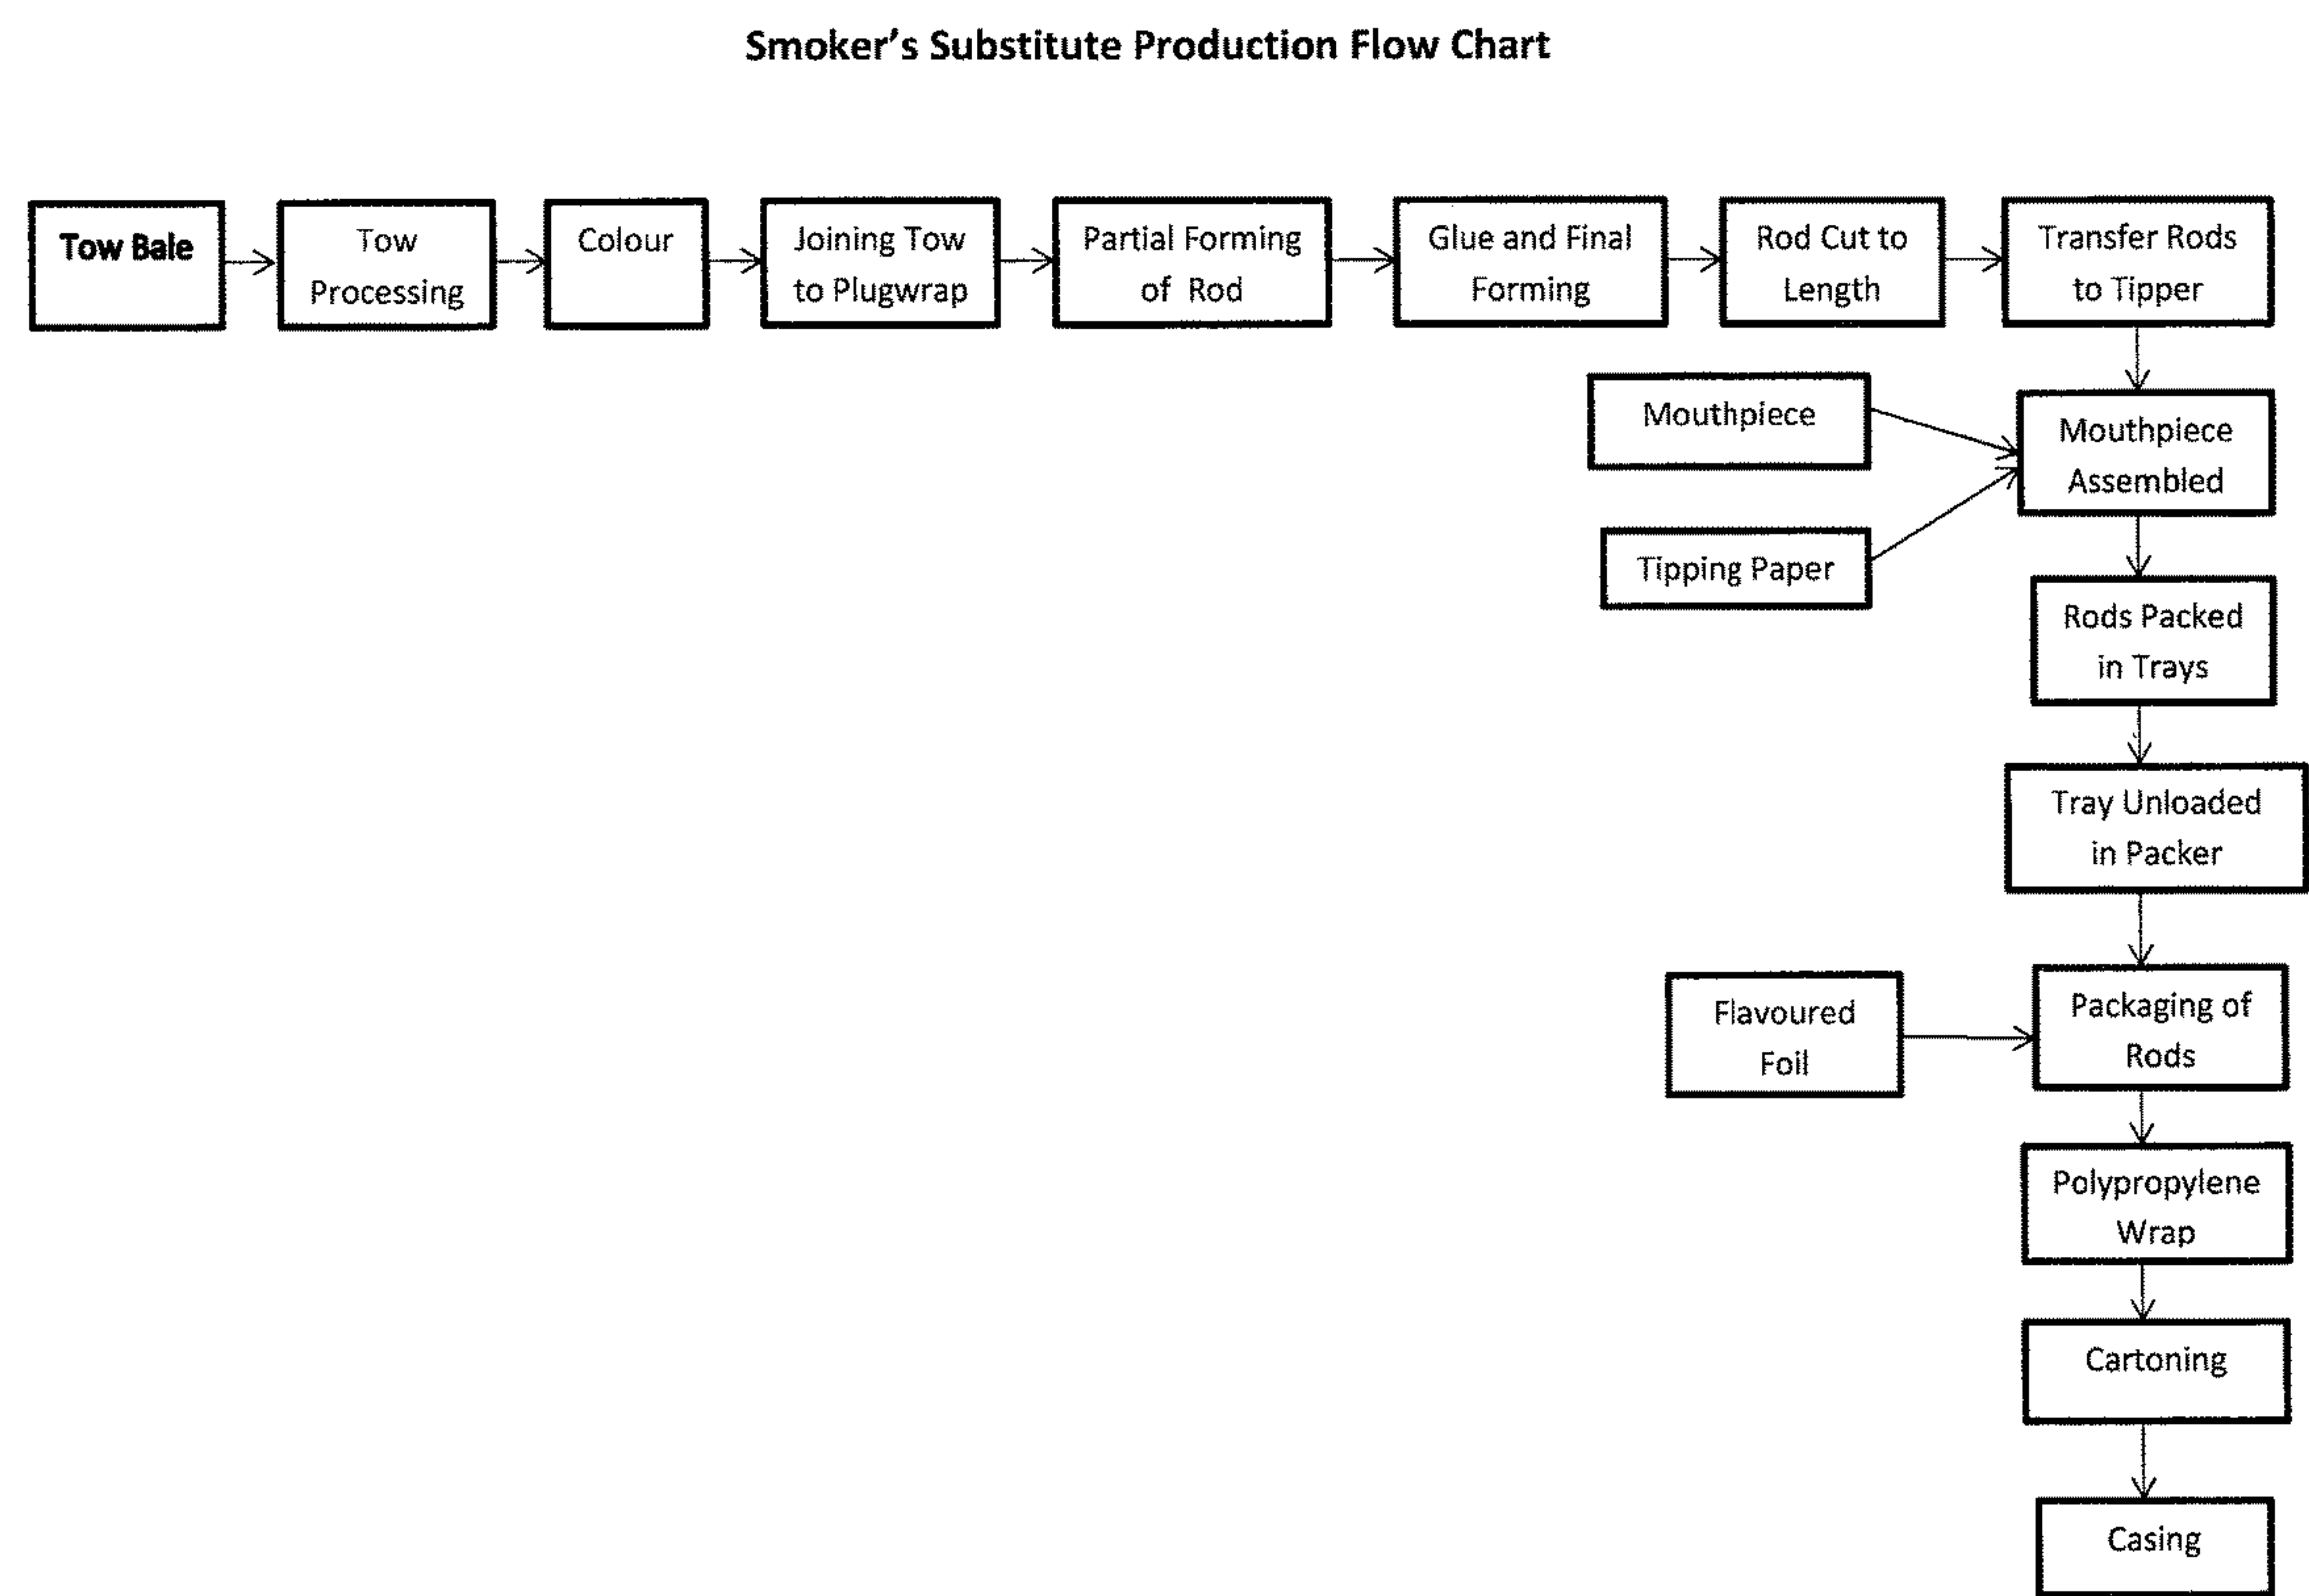 Smoker's Substitute Production Flow Chart
Tow Bale
Tow
Processing
Colour
Joining Tow
to Plugwrap
Partial Forming
of Rod
Glue and Final
Forming
Rod Cut to
Length
Transfer Rods
to Tipper
Mouthpiece
Mouthpiece
Assembled
Tipping Paper
Rods Packed
in Trays
Tray Unloaded
in Packer
Flavoured
Foil
Packaging of
Rods
Polypropylene
Wrap
Cartoning
Casing